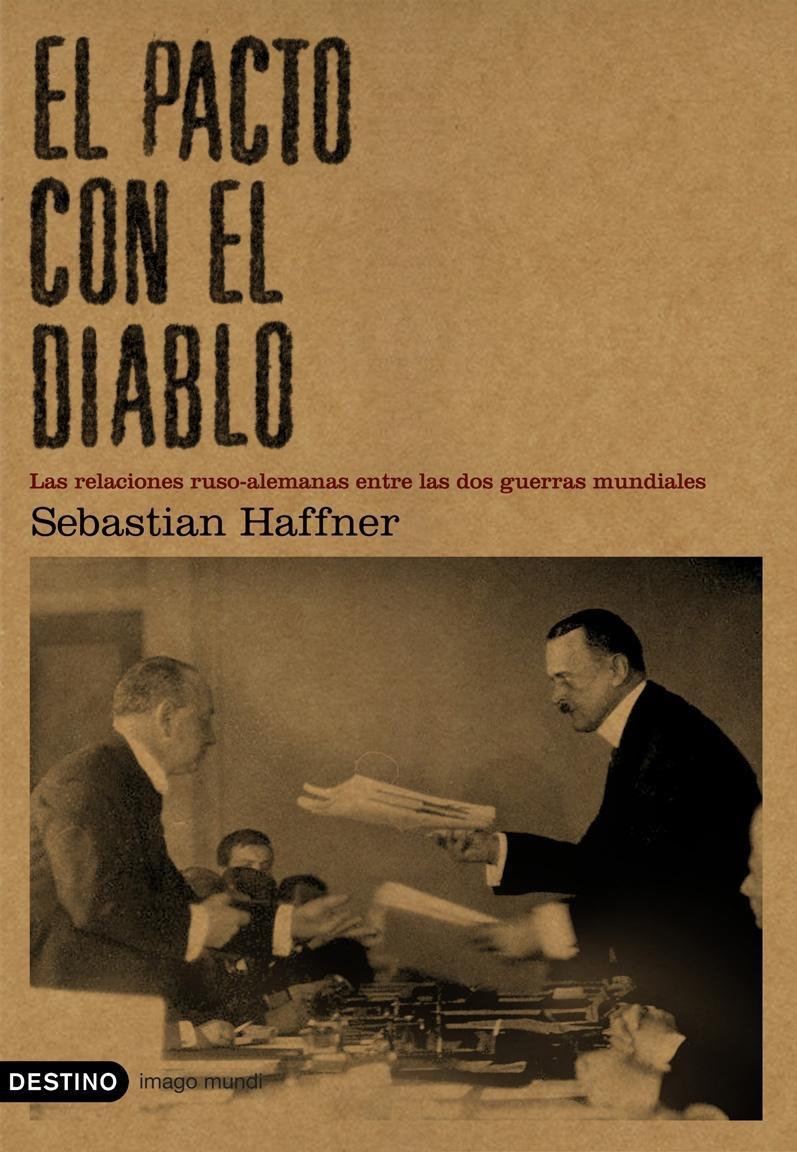 EL PACTO
CON EL
DIABLO
Las relaciones ruso-alemanas entre las dos guerras mundiales
Sebastian Haffner
DESTINO imago mundi